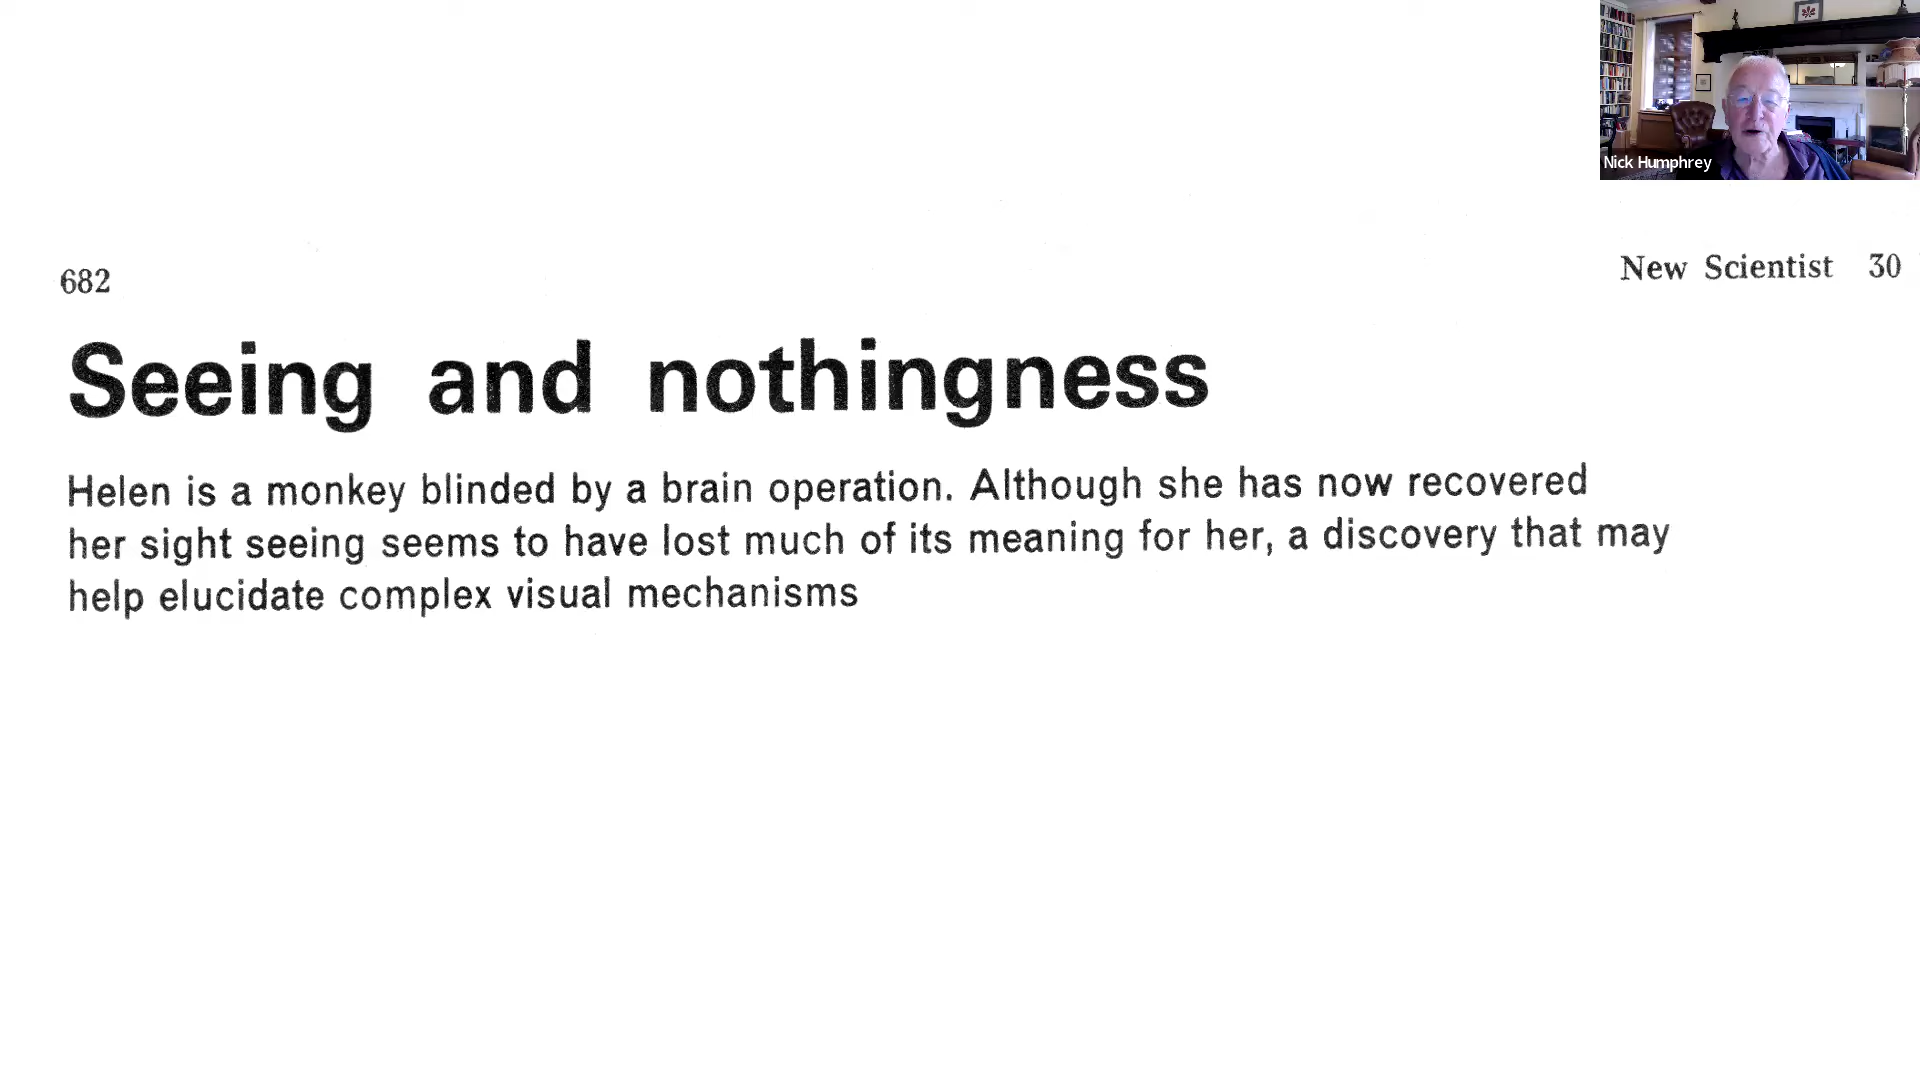 Nick Humphrey
682
New Scientist 30
Seeing and nothingness
Helen is a monkey blinded by a brain operation. Although she has now recovered
her sight seeing seems to have lost much of its meaning for her, a discovery that may
help elucidate complex visual mechanisms